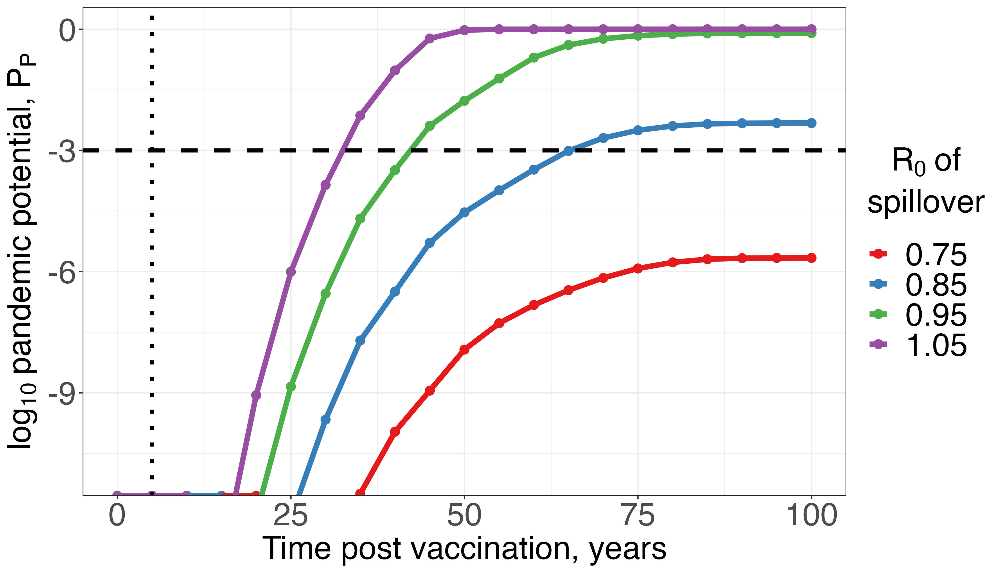 log₁₀ pandemic potential, Pₚ
0
-3
-6
-9
0 25 50 75 100
Time post vaccination, years
R₀ of
spillover
0.75
0.85
0.95
1.05